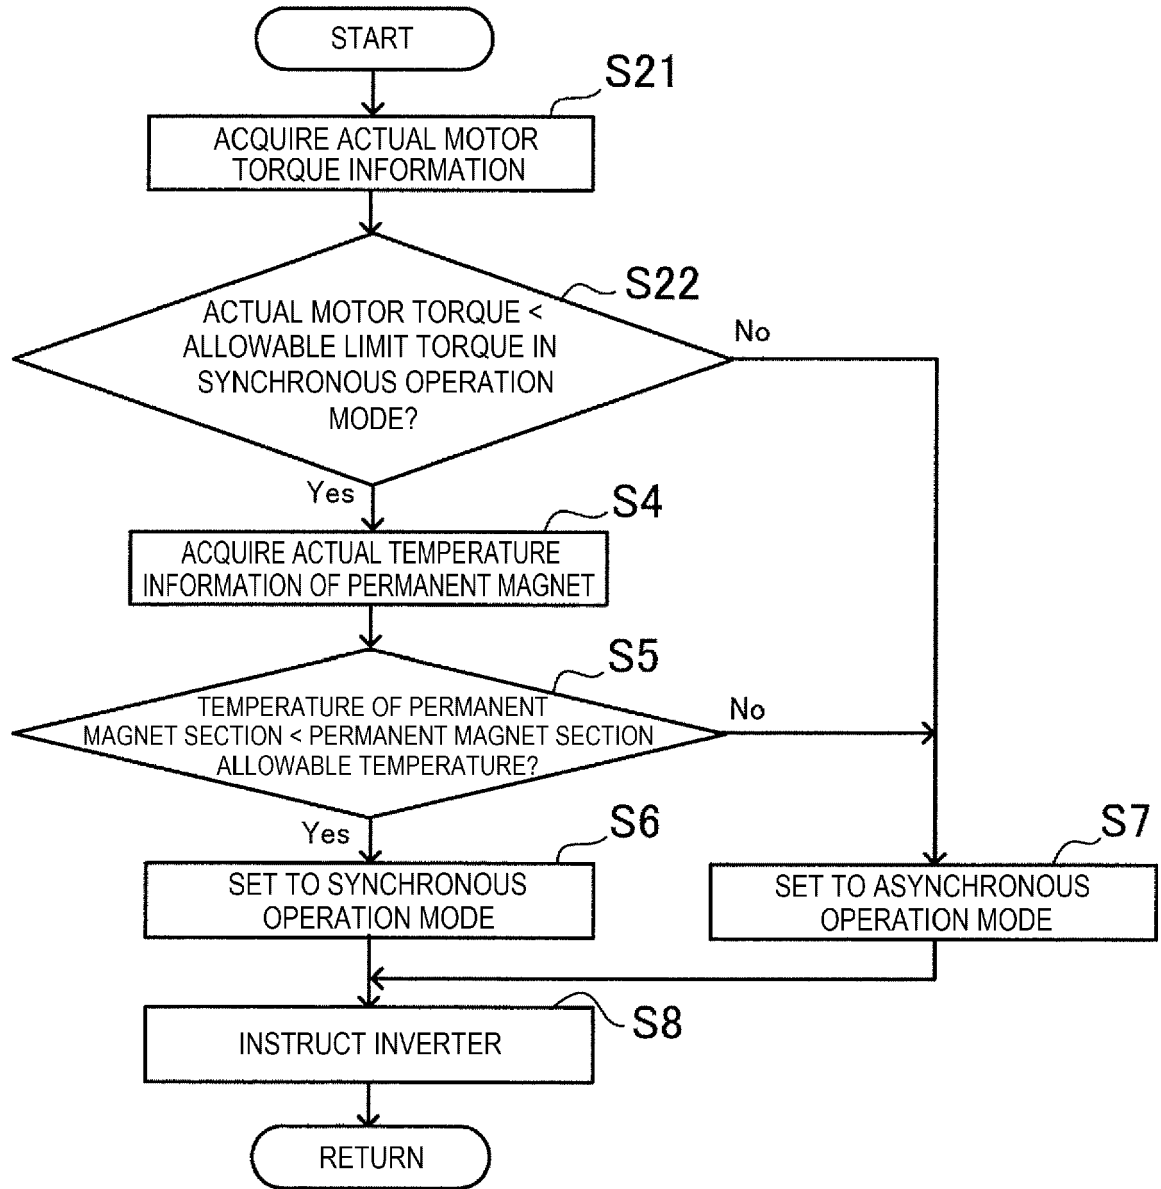 START
S21
ACQUIRE ACTUAL MOTOR
TORQUE INFORMATION
S22
ACTUAL MOTOR TORQUE <
ALLOWABLE LIMIT TORQUE IN
SYNCHRONOUS OPERATION
MODE?
No
Yes
S4
ACQUIRE ACTUAL TEMPERATURE
INFORMATION OF PERMANENT MAGNET
S5
TEMPERATURE OF PERMANENT
MAGNET SECTION < PERMANENT MAGNET SECTION
ALLOWABLE TEMPERATURE?
No
Yes
S6
SET TO SYNCHRONOUS
OPERATION MODE
S7
SET TO ASYNCHRONOUS
OPERATION MODE
S8
INSTRUCT INVERTER
RETURN